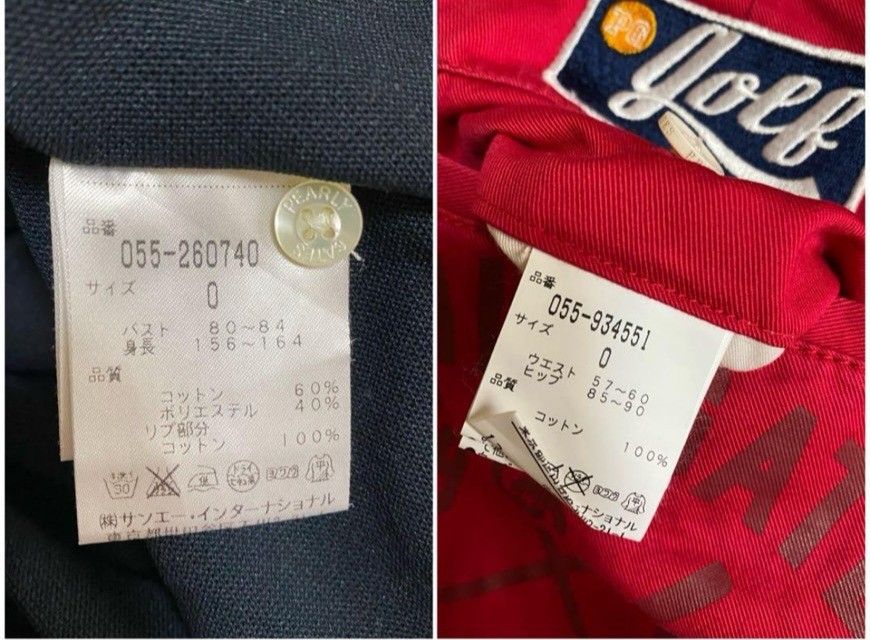 品番
055-260740
サイズ 0
バスト 80~84
身長 156~164
品質
コットン 60%
ポリエステル 40%
リブ部分
コットン 100%
㈱サンエー・インターナショナル
PEARLY
GATES
PG
golf
品番
055-934551
サイズ 0
ウエスト 57~60
ヒップ 85~90
品質
コットン 100%